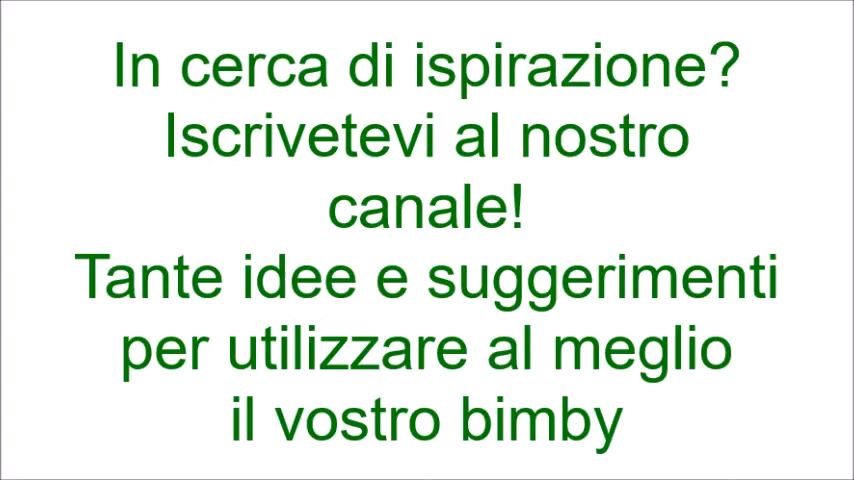 In cerca di ispirazione?
Iscrivetevi al nostro
canale!
Tante idee e suggerimenti
per utilizzare al meglio
il vostro bimby